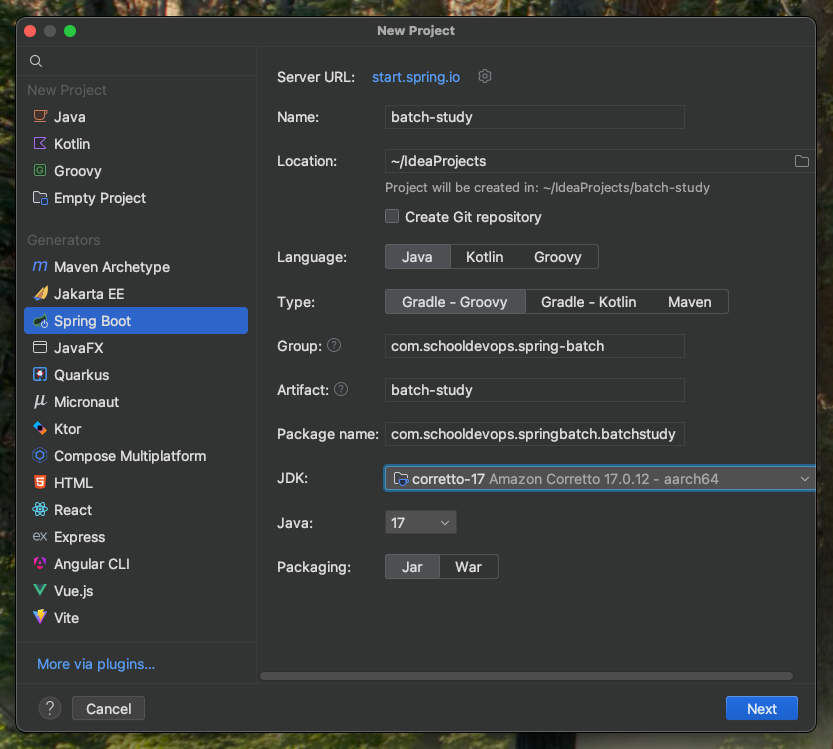 New Project
New Project
Java
Kotlin
Groovy
Empty Project
Generators
Maven Archetype
Jakarta EE
Spring Boot
JavaFX
Quarkus
Micronaut
Ktor
Compose Multiplatform
HTML
React
Express
Angular CLI
Vue.js
Vite
More via plugins...
Server URL: start.spring.io
Name: batch-study
Location: ~/IdeaProjects
Project will be created in: ~/IdeaProjects/batch-study
Create Git repository
Language: Java Kotlin Groovy
Type: Gradle - Groovy Gradle - Kotlin Maven
Group: ? com.schooldevops.spring-batch
Artifact: ? batch-study
Package name: com.schooldevops.springbatch.batchstudy
JDK: corretto-17 Amazon Corretto 17.0.12 - aarch64
Java: 17
Packaging: Jar War
? Cancel Next